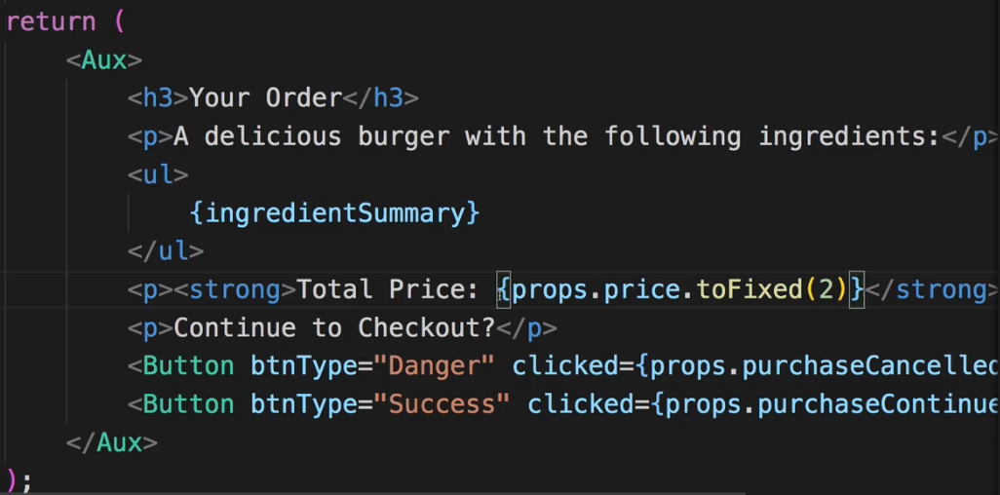 return (
<Aux>
<h3>Your Order</h3>
<p>A delicious burger with the following ingredients:</p>
<ul>
{ingredientSummary}
</ul>
<p><strong>Total Price: {props.price.toFixed(2)}</strong>
<p>Continue to Checkout?</p>
<Button btnType="Danger" clicked={props.purchaseCancelled
<Button btnType="Success" clicked={props.purchaseContinue
</Aux>
);